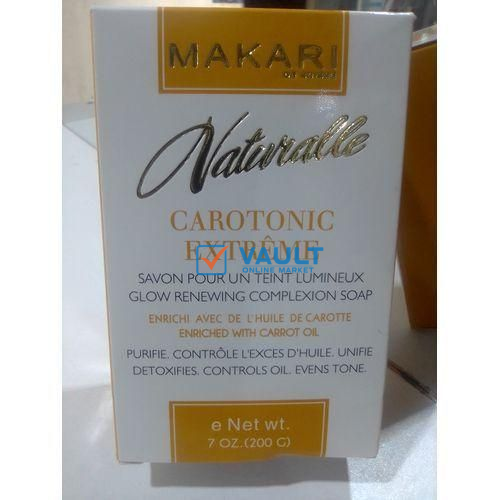 MAKARI
DE SUISSE
Naturalle
CAROTONIC
EXTRÊME
VAULT
ONLINE MARKET
SAVON POUR UN TEINT LUMINEUX
GLOW RENEWING COMPLEXION SOAP
ENRICHI AVEC DE L'HUILE DE CAROTTE
ENRICHED WITH CARROT OIL
PURIFIE. CONTRÔLE L'EXCES D'HUILE. UNIFIE
DETOXIFIES. CONTROLS OIL. EVENS TONE.
e Net wt.
7 OZ.(200 G)